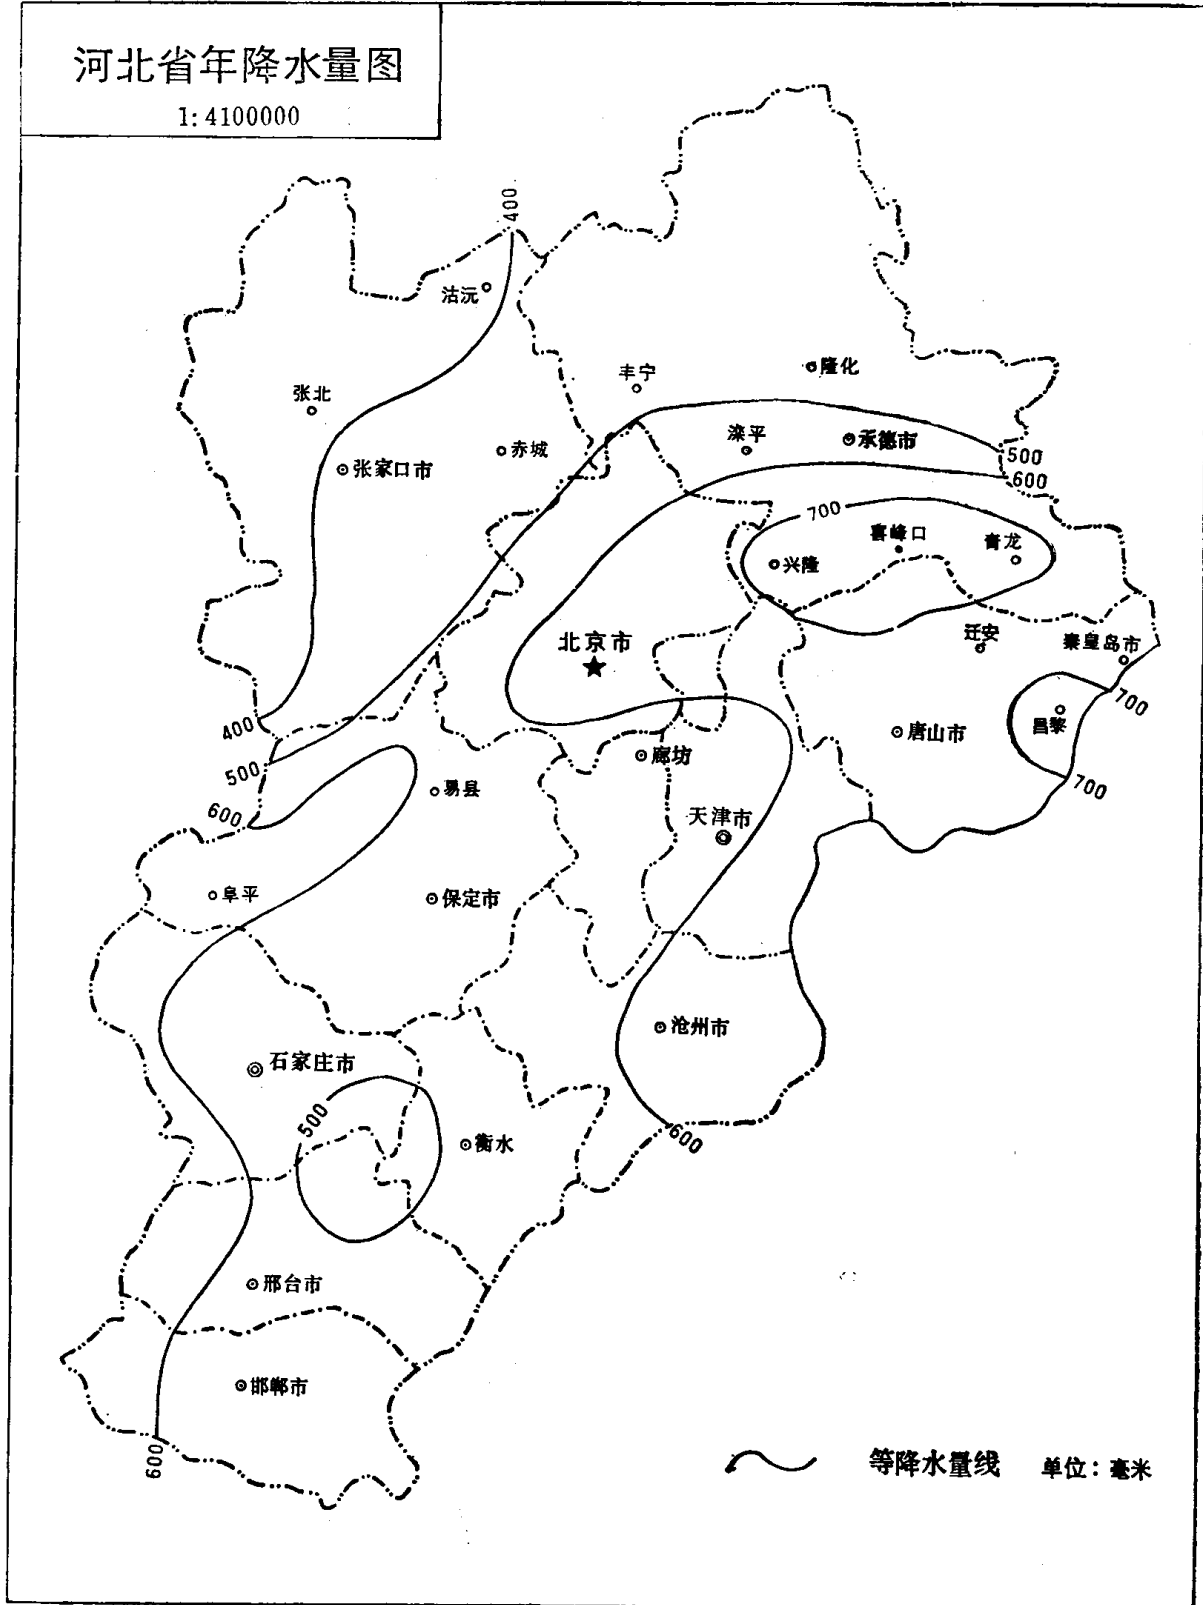 河北省年降水量图
1:4100000
400
沽沅
丰宁
隆化
张北
滦平
承德市
赤城
张家口市
500
600
700
喜峰口
青龙
兴隆
北京市
迁安
秦皇岛市
700
昌黎
400
唐山市
廊坊
500
易县
700
600
天津市
阜平
保定市
沧州市
石家庄市
500
衡水
600
邢台市
邯郸市
600
等降水量线 单位：毫米